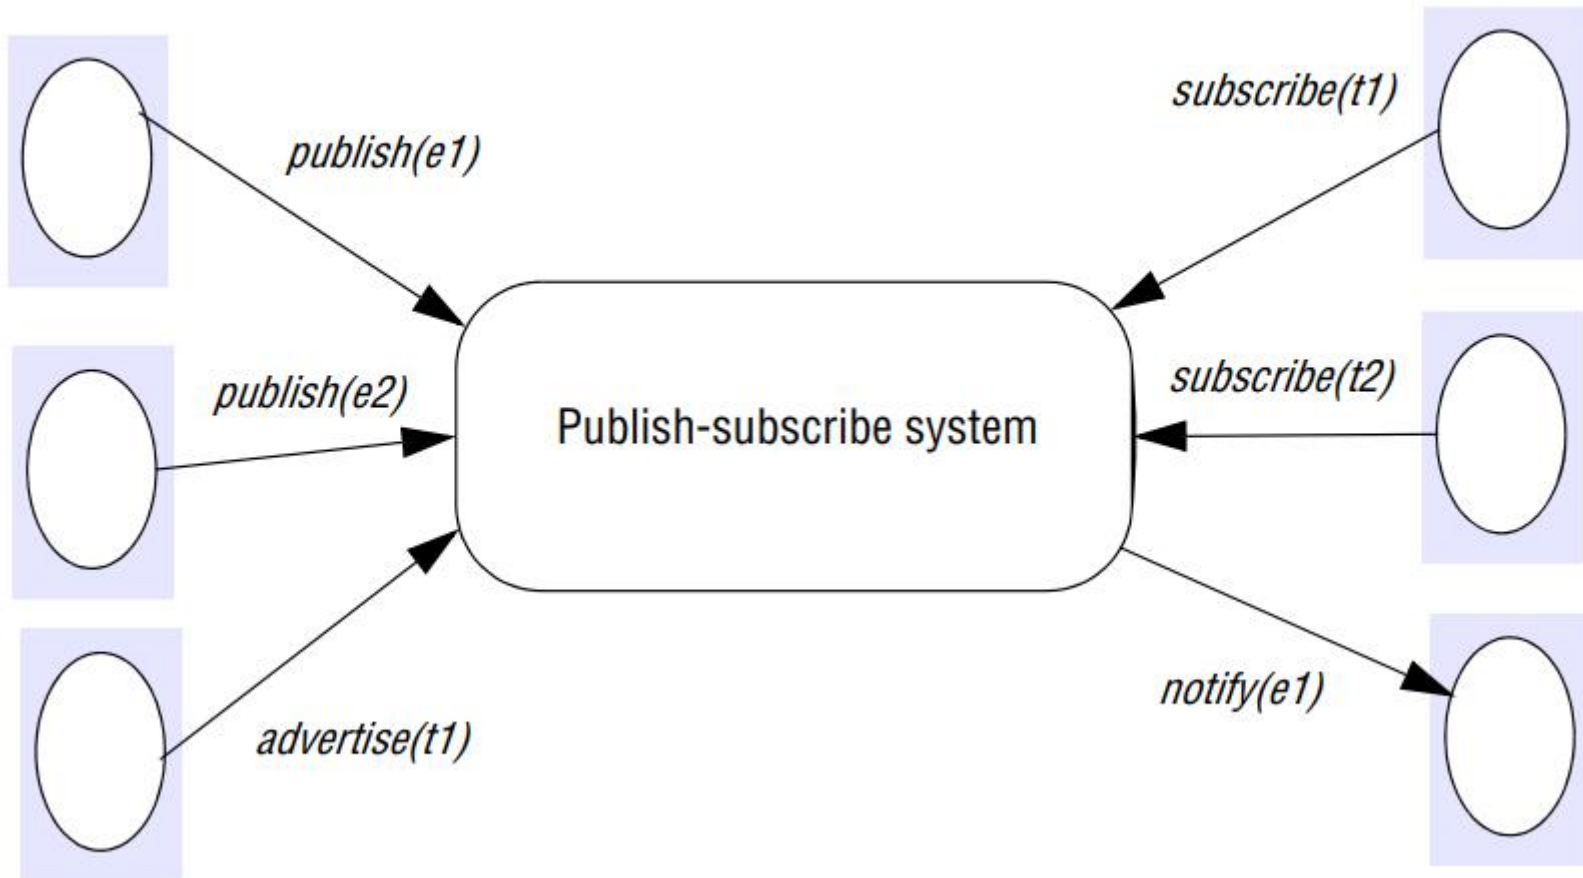 subscribe(t1)
publish(e1)
publish(e2)
subscribe(t2)
Publish-subscribe system
notify(e1)
advertise(t1)